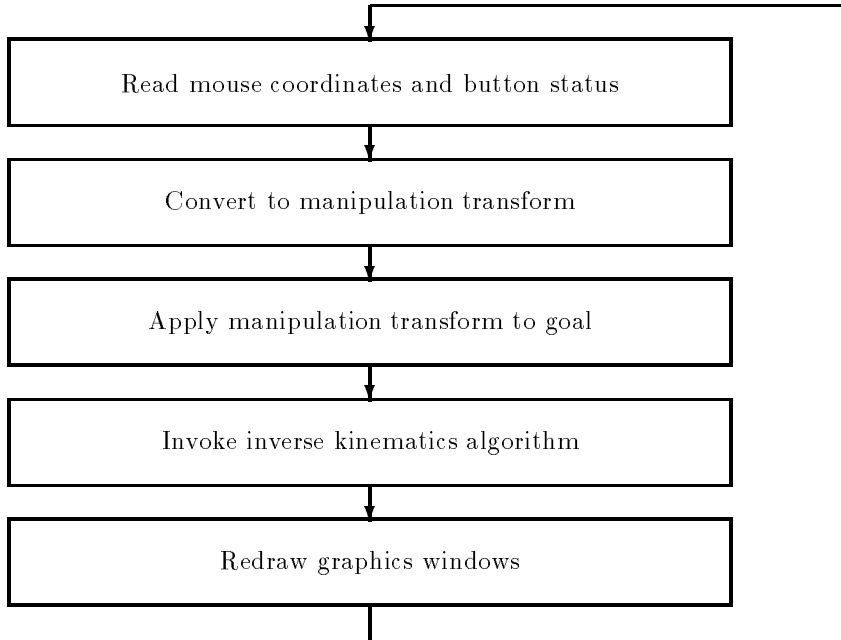 Read mouse coordinates and button status
Convert to manipulation transform
Apply manipulation transform to goal
Invoke inverse kinematics algorithm
Redraw graphics windows